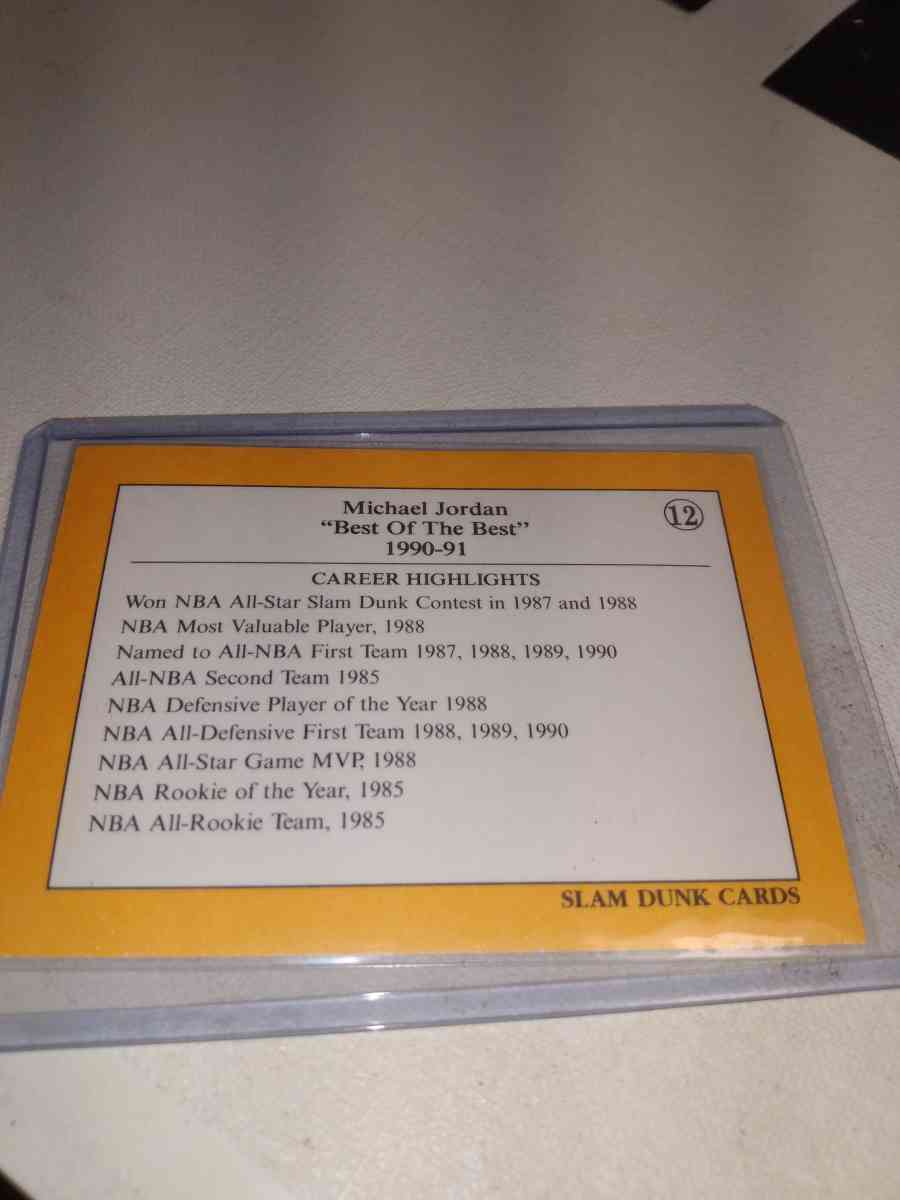 Michael Jordan
12
"Best Of The Best"
1990-91
CAREER HIGHLIGHTS
Won NBA All-Star Slam Dunk Contest in 1987 and 1988
NBA Most Valuable Player, 1988
Named to All-NBA First Team 1987, 1988, 1989, 1990
All-NBA Second Team 1985
NBA Defensive Player of the Year 1988
NBA All-Defensive First Team 1988, 1989, 1990
NBA All-Star Game MVP, 1988
NBA Rookie of the Year, 1985
NBA All-Rookie Team, 1985
SLAM DUNK CARDS